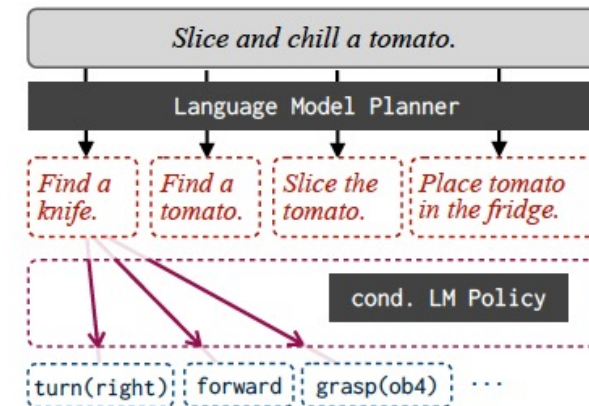 Slice and chill a tomato.
Language Model Planner
Find a
knife.
Find a
tomato.
Slice the
tomato.
Place tomato
in the fridge.
cond. LM Policy
turn(right)
forward
grasp(ob4)
...